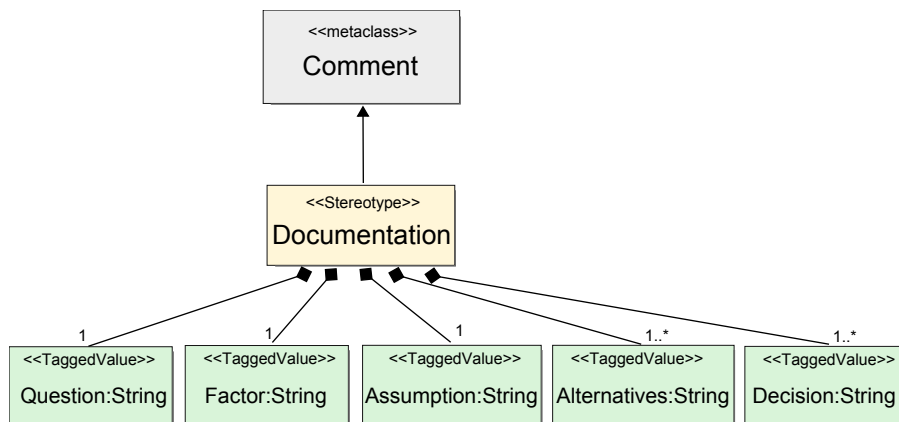 <<metaclass>>
Comment
<<Stereotype>>
Documentation
1 1 1 1..* 1..*
<<TaggedValue>> <<TaggedValue>> <<TaggedValue>> <<TaggedValue>> <<TaggedValue>>
Question:String Factor:String Assumption:String Alternatives:String Decision:String